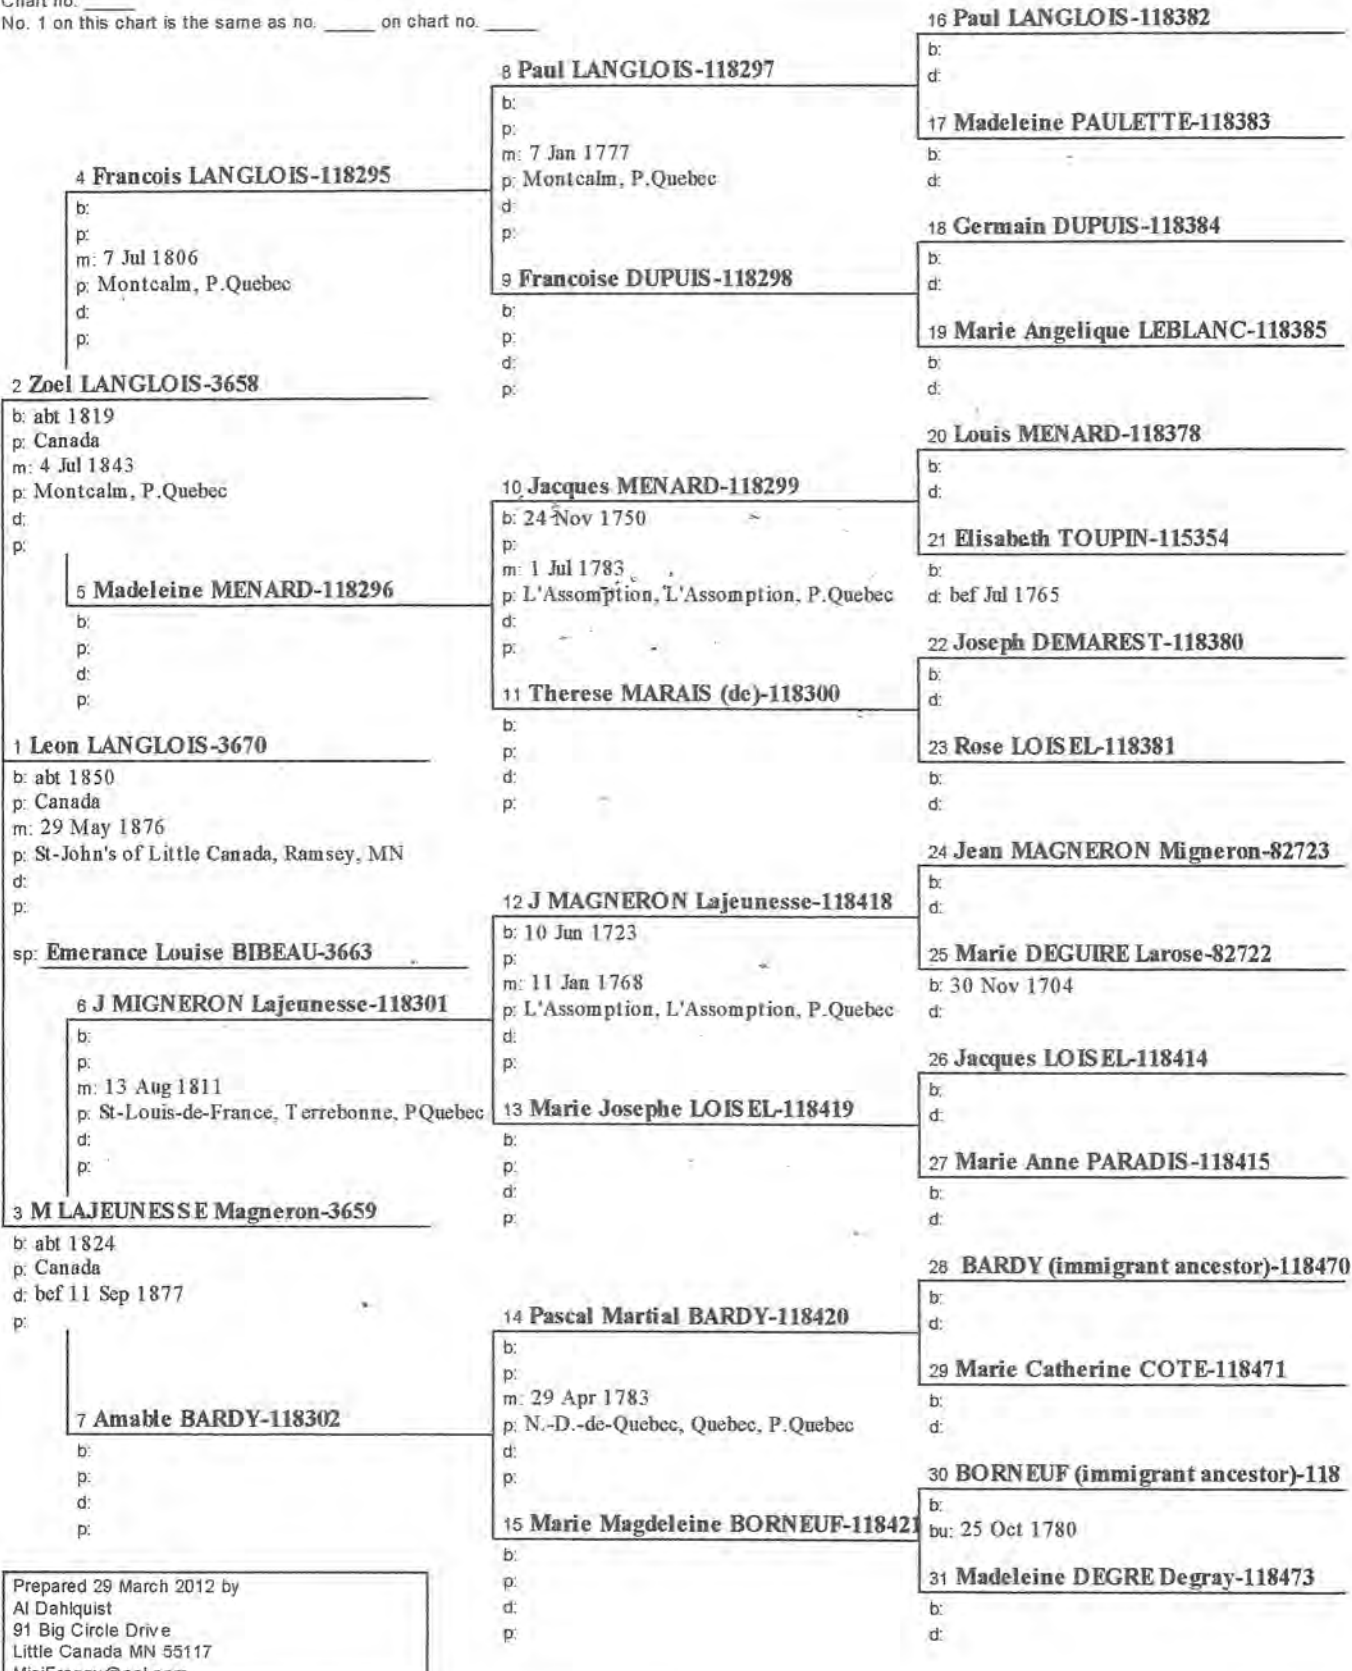 Chart no. _____
No. 1 on this chart is the same as no. _____ on chart no. _____
16 Paul LANGLOIS-118382
b:
d:
8 Paul LANGLOIS-118297
b:
p:
m: 7 Jan 1777
p: Montcalm, P.Quebec
d:
p:
17 Madeleine PAULETTE-118383
b:
d:
4 Francois LANGLOIS-118295
b:
p:
m: 7 Jul 1806
p: Montcalm, P.Quebec
d:
p:
18 Germain DUPUIS-118384
b:
d:
9 Francoise DUPUIS-118298
b:
p:
d:
p:
19 Marie Angelique LEBLANC-118385
b:
d:
2 Zoel LANGLOIS-3658
b: abt 1819
p: Canada
m: 4 Jul 1843
p: Montcalm, P.Quebec
d:
p:
20 Louis MENARD-118378
b:
d:
10 Jacques MENARD-118299
b: 24 Nov 1750
p:
m: 1 Jul 1783
p: L'Assomption, L'Assomption, P.Quebec
d:
p:
21 Elisabeth TOUPIN-115354
b:
d: bef Jul 1765
5 Madeleine MENARD-118296
b:
p:
d:
p:
22 Joseph DEMAREST-118380
b:
d:
11 Therese MARAIS (de)-118300
b:
p:
d:
p:
23 Rose LOISEL-118381
b:
d:
1 Leon LANGLOIS-3670
b: abt 1850
p: Canada
m: 29 May 1876
p: St-John's of Little Canada, Ramsey, MN
d:
p:
sp: Emerance Louise BIBEAU-3663
24 Jean MAGNERON Migneron-82723
b:
d:
12 J MAGNERON Lajeunesse-118418
b: 10 Jun 1723
p:
m: 11 Jan 1768
p: L'Assomption, L'Assomption, P.Quebec
d:
p:
25 Marie DEGUIRE Larose-82722
b: 30 Nov 1704
d:
6 J MIGNERON Lajeunesse-118301
b:
p:
m: 13 Aug 1811
p: St-Louis-de-France, Terrebonne, PQuebec
d:
p:
26 Jacques LOISEL-118414
b:
d:
13 Marie Josephe LOISEL-118419
b:
p:
d:
p:
27 Marie Anne PARADIS-118415
b:
d:
3 M LAJEUNESSE Magneron-3659
b: abt 1824
p: Canada
d: bef 11 Sep 1877
p:
28 BARDY (immigrant ancestor)-118470
b:
d:
14 Pascal Martial BARDY-118420
b:
p:
m: 29 Apr 1783
p: N.-D.-de-Quebec, Quebec, P.Quebec
d:
p:
29 Marie Catherine COTE-118471
b:
d:
7 Amable BARDY-118302
b:
p:
d:
p:
30 BORNEUF (immigrant ancestor)-118
b:
bu: 25 Oct 1780
15 Marie Magdeleine BORNEUF-118421
b:
p:
d:
p:
31 Madeleine DEGRE Degray-118473
b:
d:
Prepared 29 March 2012 by
Al Dahlquist
91 Big Circle Drive
Little Canada MN 55117